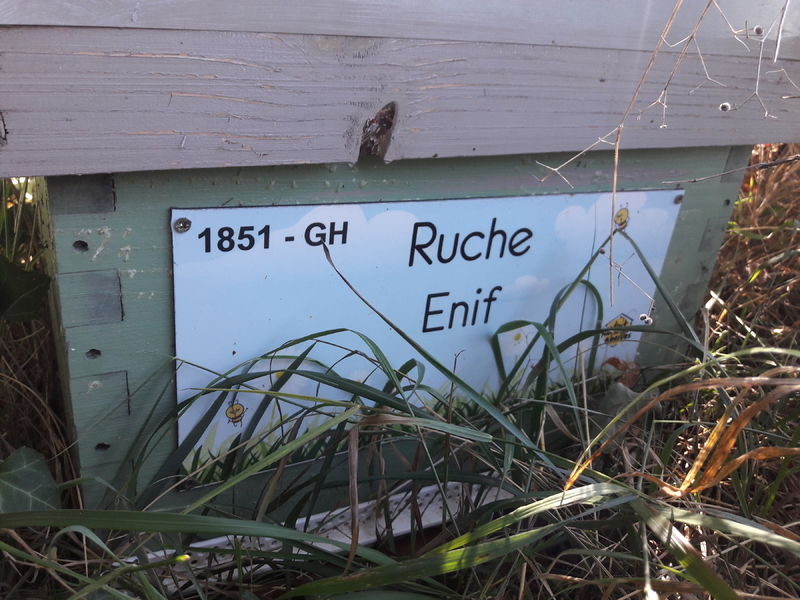 1851 - GH
Ruche
Enif